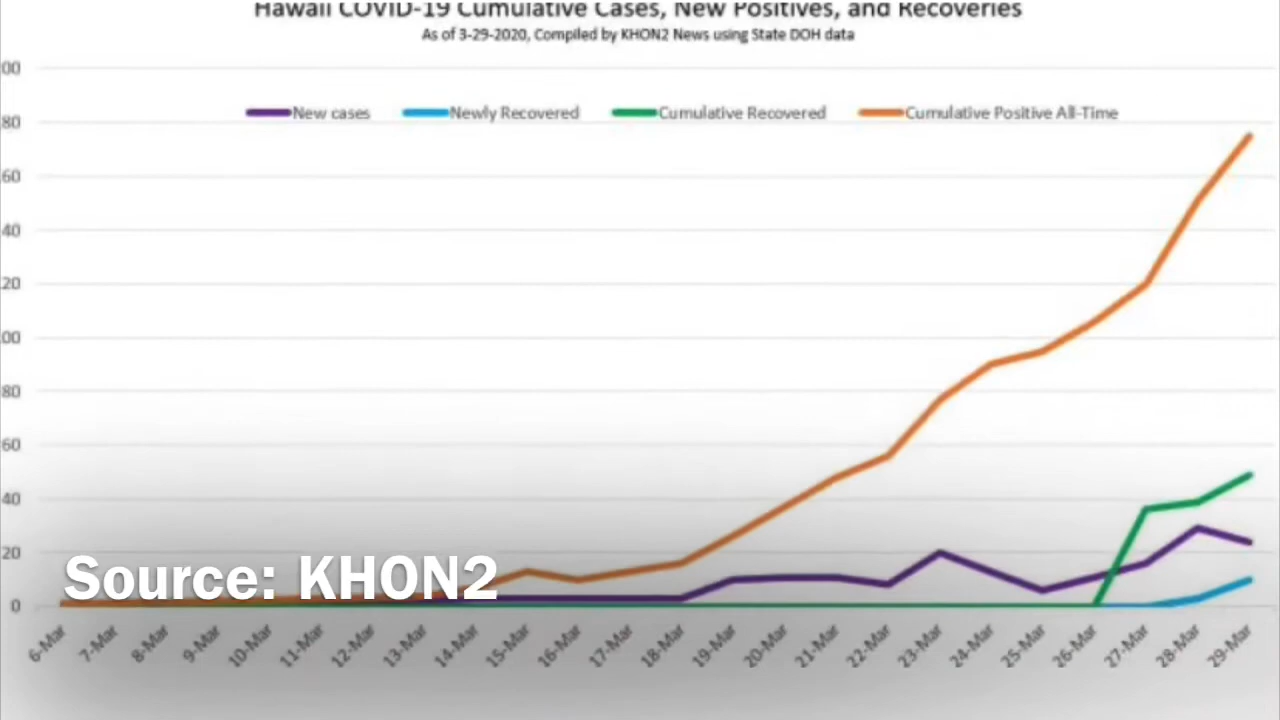 Hawaii COVID-19 Cumulative Cases, New Positives, and Recoveries
As of 3-29-2020, Compiled by KHON2 News using State DOH data
00
New cases Newly Recovered Cumulative Recovered Cumulative Positive All-Time
80
60
40
20
00
80
60
40
20
0
Source: KHON2
6-Mar 7-Mar 8-Mar 9-Mar 10-Mar 11-Mar 12-Mar 13-Mar 14-Mar 15-Mar 16-Mar 17-Mar 18-Mar 19-Mar 20-Mar 21-Mar 22-Mar 23-Mar 24-Mar 25-Mar 26-Mar 27-Mar 28-Mar 29-Mar